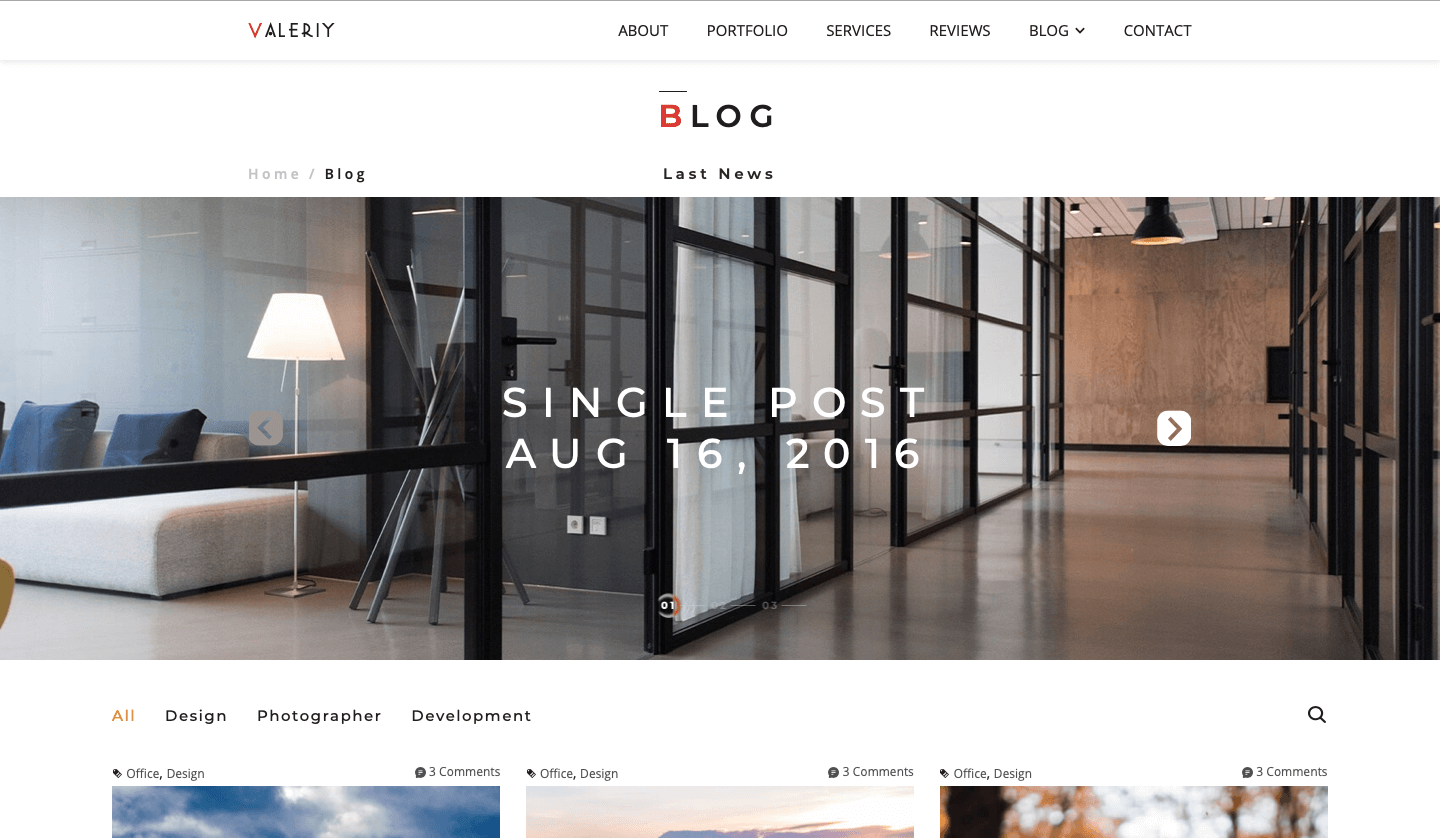 VALERIY ABOUT PORTFOLIO SERVICES REVIEWS BLOG CONTACT
BLOG
Home / Blog
Last News
SINGLE POST
AUG 16, 2016
01 02 03
All Design Photographer Development
Office, Design 3 Comments
Office, Design 3 Comments
Office, Design 3 Comments